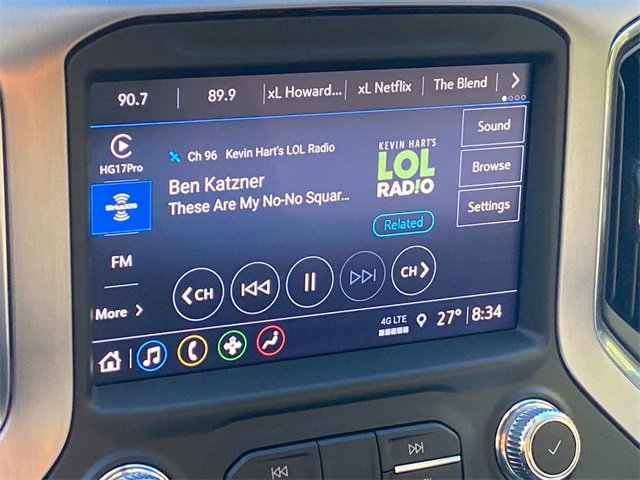 90.7 89.9 xL Howard... xL Netflix The Blend
HG17Pro
Ch 96 Kevin Hart's LOL Radio
KEVIN HART'S
LOL
RADIO
Sound
siriusxm
Ben Katzner
These Are My No-No Squar...
Browse
Related
Settings
FM
More
CH
CH
4G LTE
27° 8:34